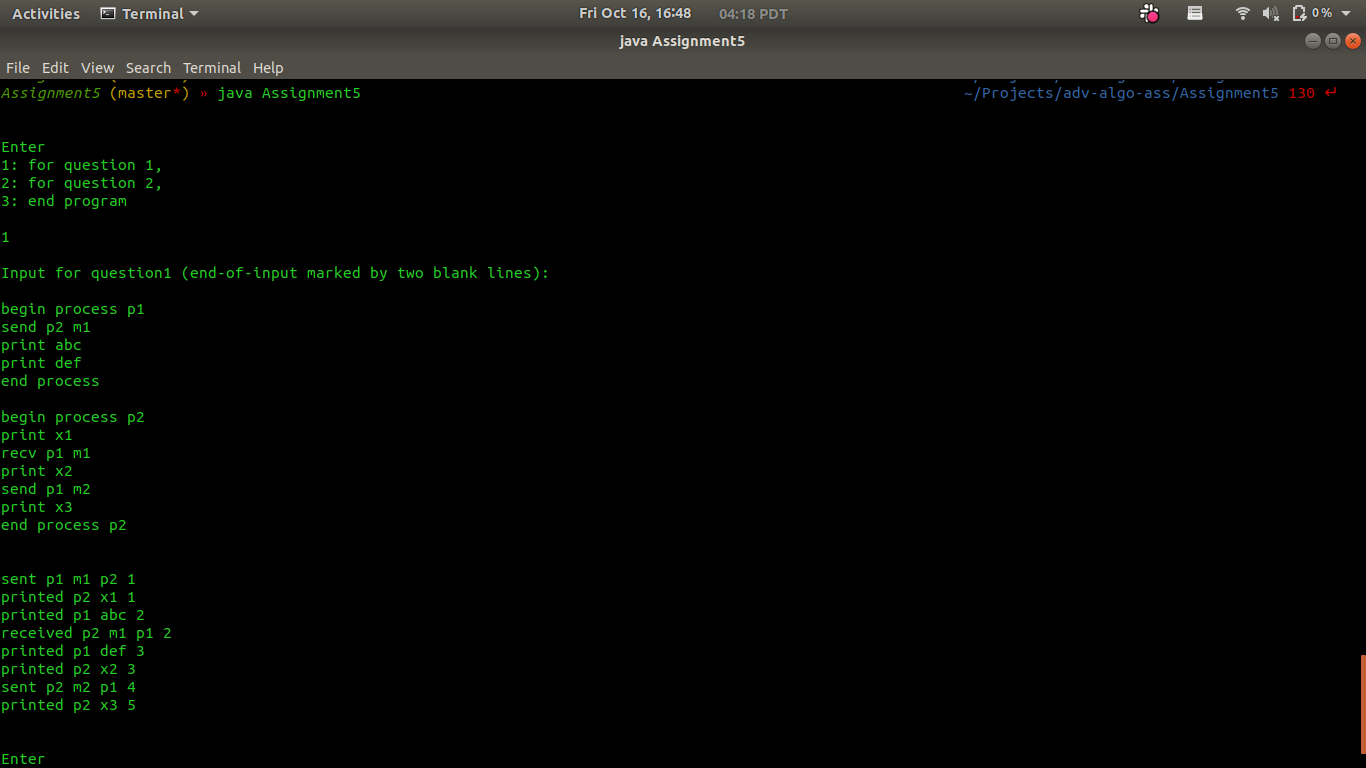 Activities Terminal Fri Oct 16, 16:48 04:18 PDT 0%
java Assignment5
File Edit View Search Terminal Help
Assignment5 (master*) » java Assignment5 ~/Projects/adv-algo-ass/Assignment5 130 ↵
Enter
1: for question 1,
2: for question 2,
3: end program
1
Input for question1 (end-of-input marked by two blank lines):
begin process p1
send p2 m1
print abc
print def
end process
begin process p2
print x1
recv p1 m1
print x2
send p1 m2
print x3
end process p2
sent p1 m1 p2 1
printed p2 x1 1
printed p1 abc 2
received p2 m1 p1 2
printed p1 def 3
printed p2 x2 3
sent p2 m2 p1 4
printed p2 x3 5
Enter